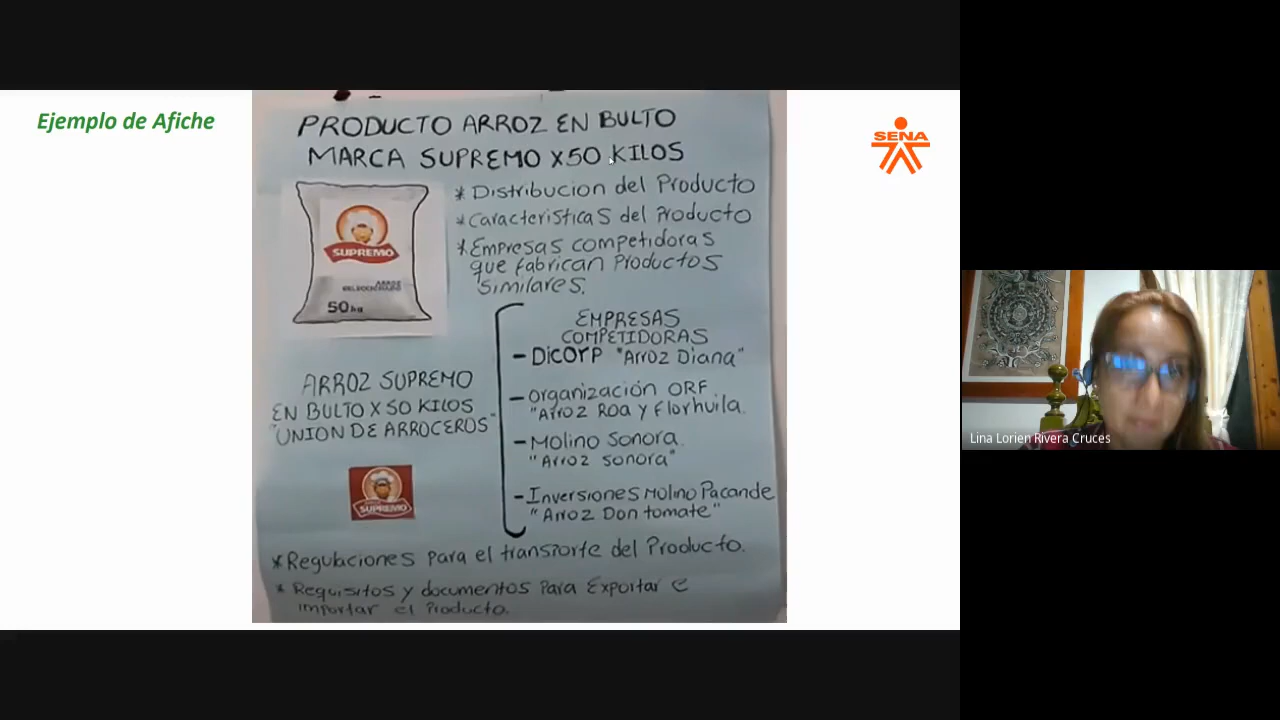 Ejemplo de Afiche
SENA
PRODUCTO ARROZ EN BULTO
MARCA SUPREMO X50 KILOS
* Distribucion del Producto
* Caracteristicas del Producto
* Empresas competidoras
que fabrican Productos
similares.
SUPREMO
ARROZ
SELECCIONADO
50kg
EMPRESAS
COMPETIDORAS
- Dicorp "Arroz Diana"
- organización ORF.
"Arroz Roa y Florhuila.
- Molino Sonora.
"Arroz sonora"
- Inversiones Molino Pacande
"Arroz Don tomate"
ARROZ SUPREMO
EN BULTO X 50 KILOS
"UNION DE ARROCEROS"
SUPREMO
* Regulaciones para el transporte del Producto.
* Requisitos y documentos Para Exportar e
importar el Producto.
Lina Lorien Rivera Cruces